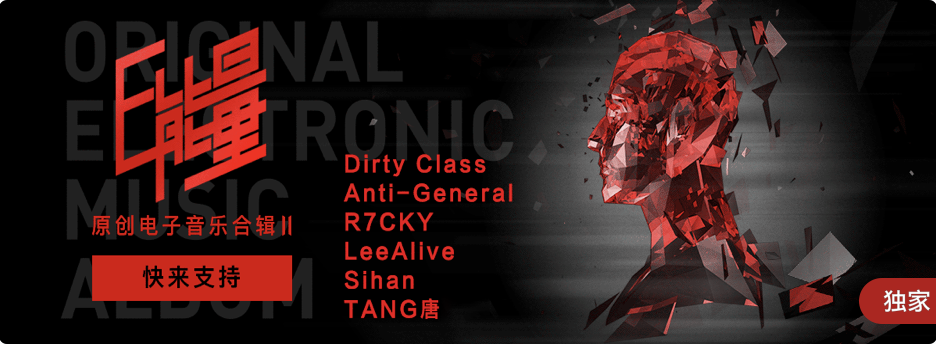 ORIGINAL
ELECTRONIC
MUSIC
ALBUM
能量
原创电子音乐合辑II
快来支持
Dirty Class
Anti-General
R7CKY
LeeAlive
Sihan
TANG唐
独家